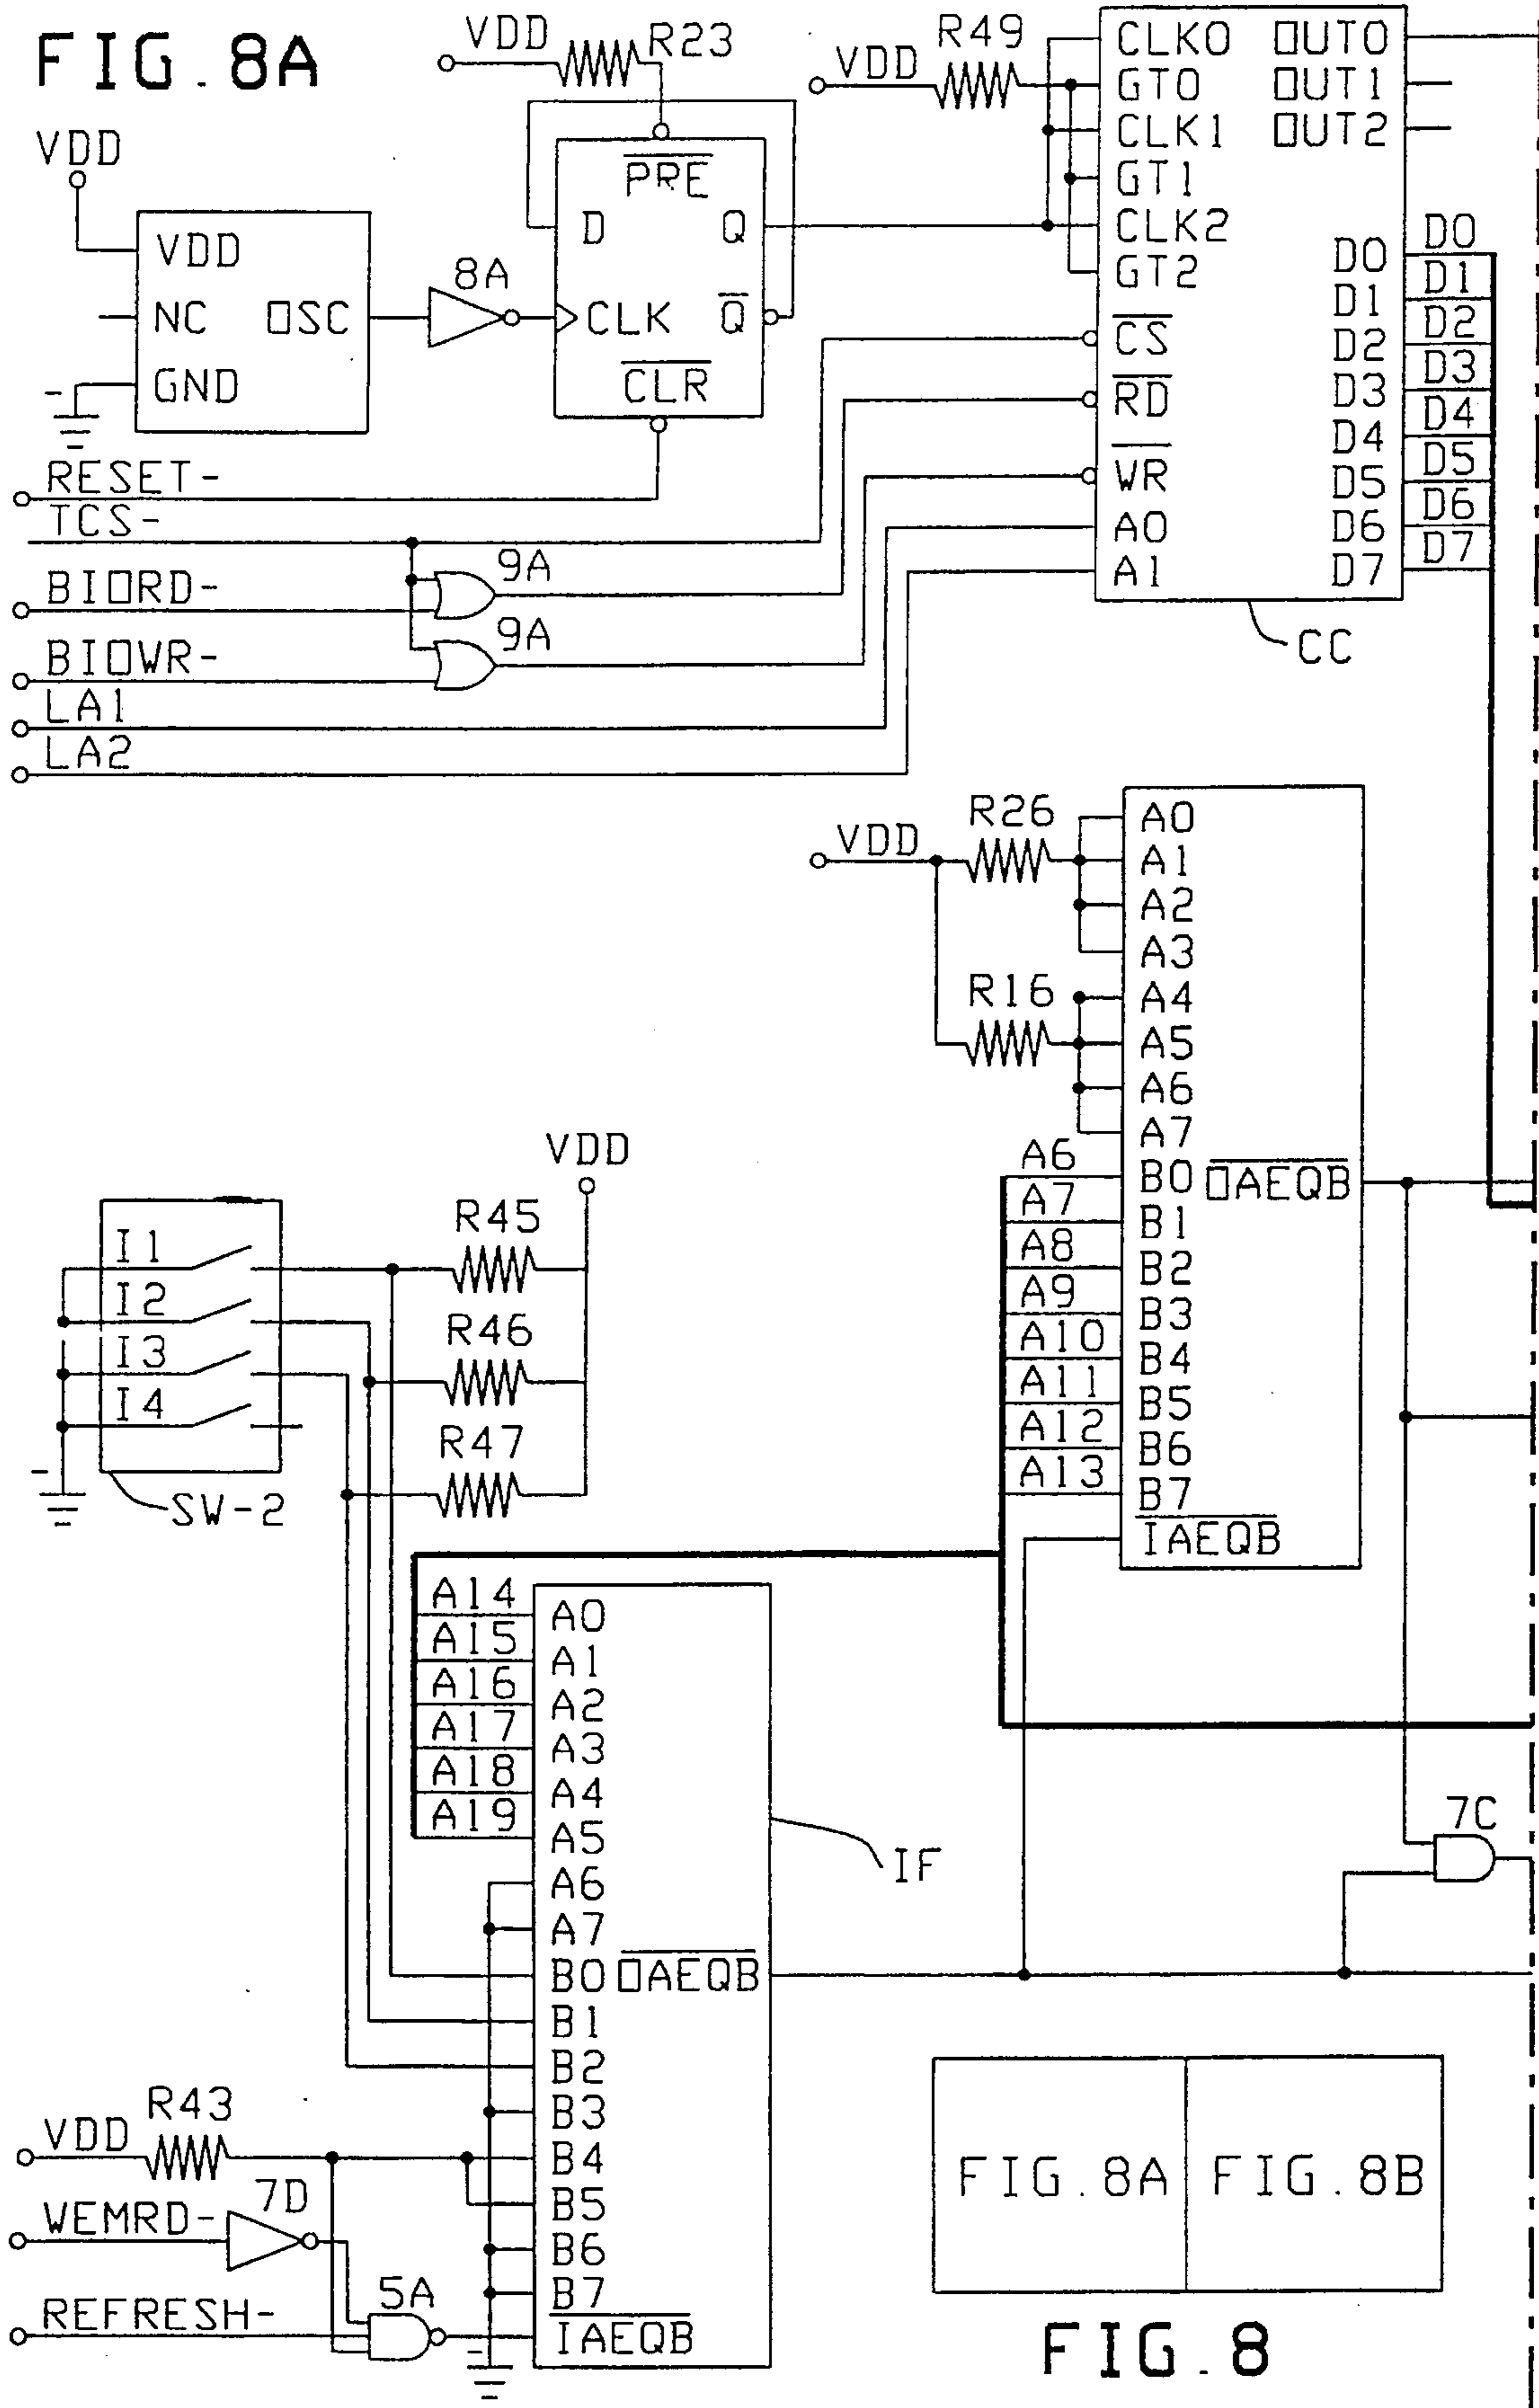 FIG. 8A
VDD
R23
VDD
R49
VDD
VDD
NC
OSC
GND
8A
PRE
D
Q
CLK
Q
CLR
CLK0
GT0
CLK1
GT1
CLK2
GT2
CS
RD
WR
A0
A1
OUT0
OUT1
OUT2
D0
D1
D2
D3
D4
D5
D6
D7
D0
D1
D2
D3
D4
D5
D6
D7
CC
RESET-
TCS-
BIORD-
9A
BIOWR-
9A
LA1
LA2
VDD
R26
R16
A0
A1
A2
A3
A4
A5
A6
A7
A6
A7
A8
A9
A10
A11
A12
A13
B0
B1
B2
B3
B4
B5
B6
B7
IAEQB
OAEQB
VDD
R45
R46
R47
I1
I2
I3
I4
SW-2
A14
A15
A16
A17
A18
A19
A0
A1
A2
A3
A4
A5
A6
A7
B0
B1
B2
B3
B4
B5
B6
B7
IAEQB
OAEQB
IF
7C
VDD
R43
WEMRD-
7D
REFRESH-
5A
FIG. 8A
FIG. 8B
FIG. 8